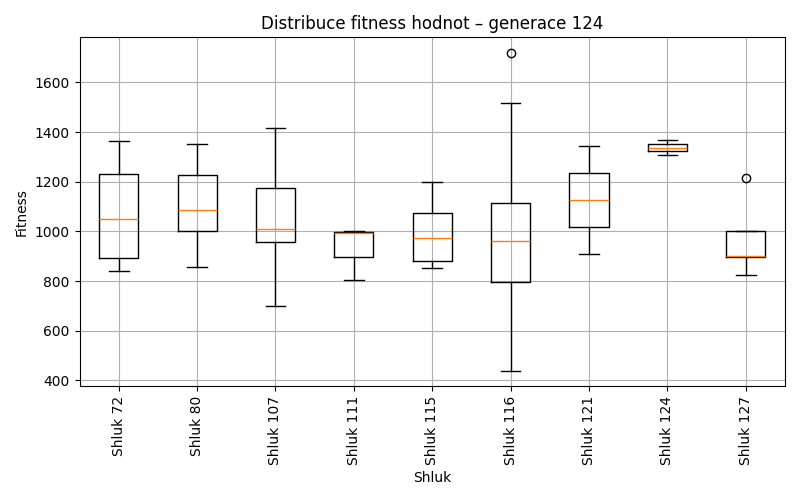 Distribuce fitness hodnot – generace 124
Fitness
1600
1400
1200
1000
800
600
400
Shluk 72
Shluk 80
Shluk 107
Shluk 111
Shluk 115
Shluk 116
Shluk 121
Shluk 124
Shluk 127
Shluk